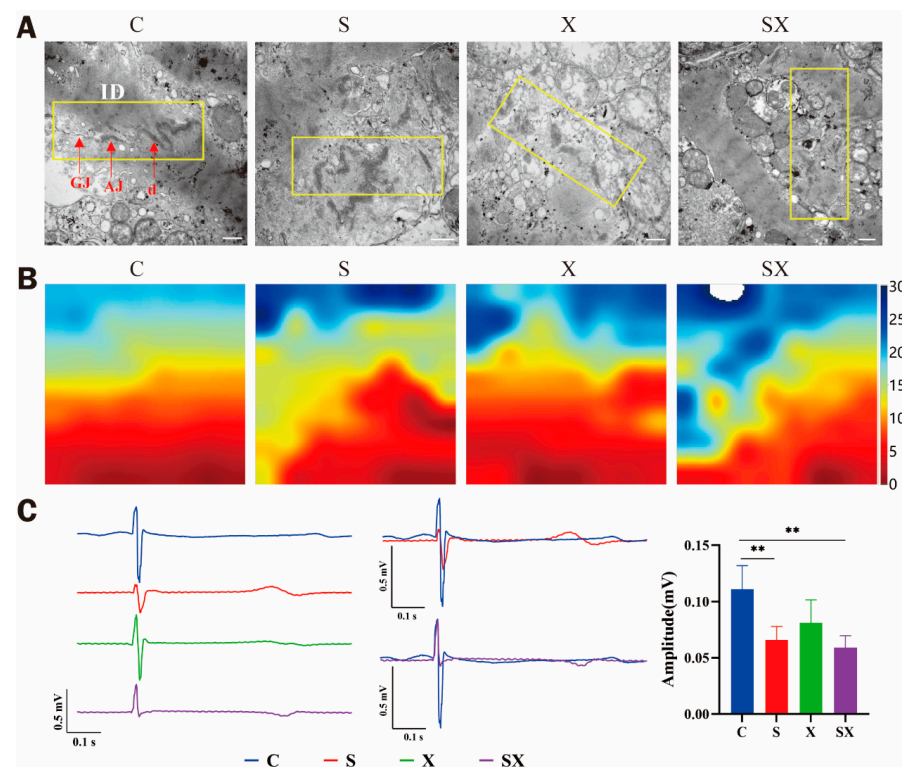 A
C S X SX
ID
GJ AJ d
B
C S X SX
30
25
20
15
10
5
0
C
0.5 mV
0.1 s
0.5 mV
0.1 s
0.5 mV
0.1 s
** 
**
Amplitude(mV)
0.15
0.10
0.05
0.00
C S X SX
C S X SX